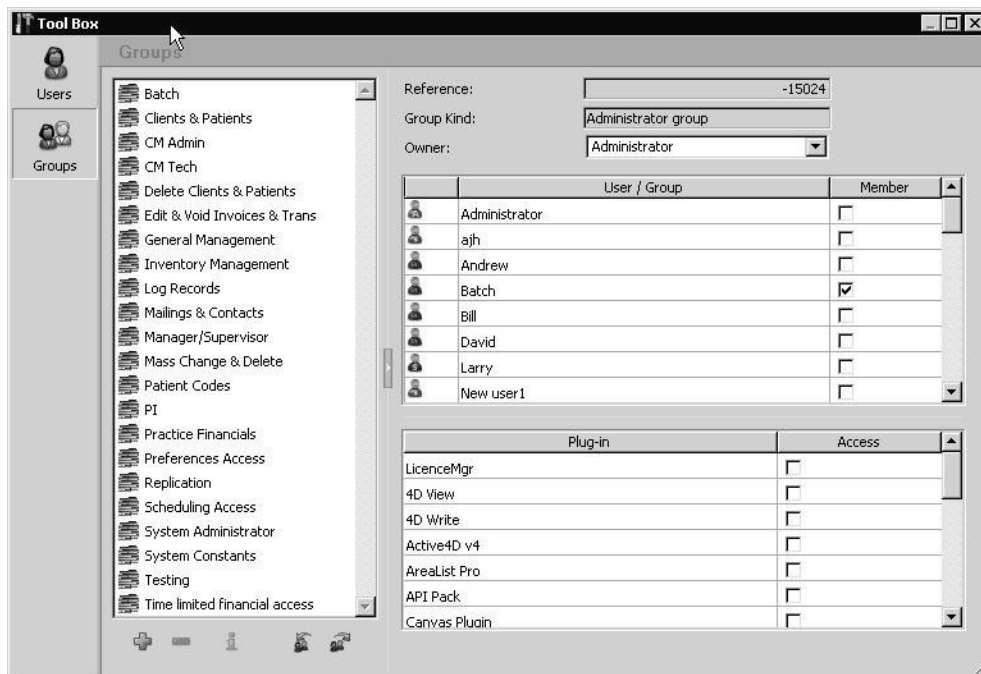 Tool Box
Users
Groups
Groups
Batch
Clients & Patients
CM Admin
CM Tech
Delete Clients & Patients
Edit & Void Invoices & Trans
General Management
Inventory Management
Log Records
Mailings & Contacts
Manager/Supervisor
Mass Change & Delete
Patient Codes
PI
Practice Financials
Preferences Access
Replication
Scheduling Access
System Administrator
System Constants
Testing
Time limited financial access
Reference: -15024
Group Kind: Administrator group
Owner: Administrator
User / Group Member
Administrator
ajh
Andrew
Batch
Bill
David
Larry
New user1
Plug-in Access
LicenceMgr
4D View
4D Write
Active4D v4
AreaList Pro
API Pack
Canvas Plugin